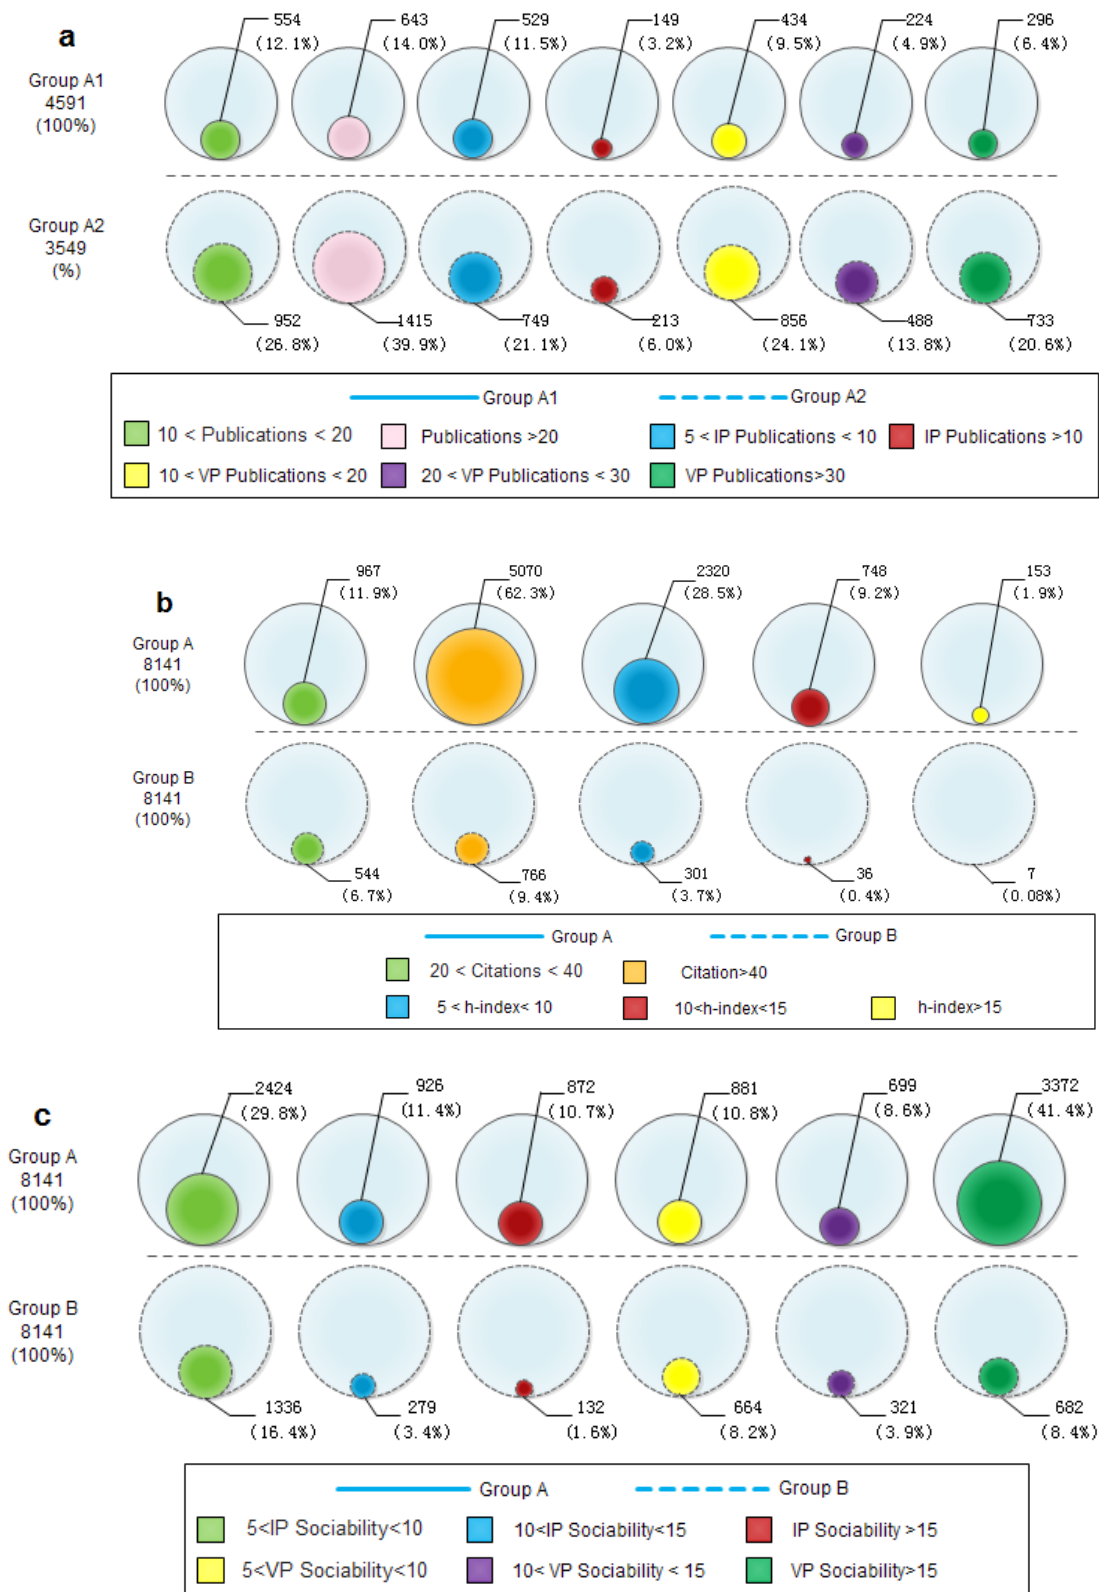 a
554 643 529 149 434 224 296
(12.1%) (14.0%) (11.5%) (3.2%) (9.5%) (4.9%) (6.4%)
Group A1
4591
(100%)
Group A2
3549
(%)
952 1415 749 213 856 488 733
(26.8%) (39.9%) (21.1%) (6.0%) (24.1%) (13.8%) (20.6%)
Group A1 Group A2
10 < Publications < 20 Publications >20 5 < IP Publications < 10 IP Publications >10
10 < VP Publications < 20 20 < VP Publications < 30 VP Publications>30
b
967 5070 2320 748 153
(11.9%) (62.3%) (28.5%) (9.2%) (1.9%)
Group A
8141
(100%)
Group B
8141
(100%)
544 766 301 36 7
(6.7%) (9.4%) (3.7%) (0.4%) (0.08%)
Group A Group B
20 < Citations < 40 Citation>40
5 < h-index< 10 10<h-index<15 h-index>15
c
2424 926 872 881 699 3372
(29.8%) (11.4%) (10.7%) (10.8%) (8.6%) (41.4%)
Group A
8141
(100%)
Group B
8141
(100%)
1336 279 132 664 321 682
(16.4%) (3.4%) (1.6%) (8.2%) (3.9%) (8.4%)
Group A Group B
5<IP Sociability<10 10<IP Sociability<15 IP Sociability >15
5<VP Sociability<10 10< VP Sociability < 15 VP Sociability>15